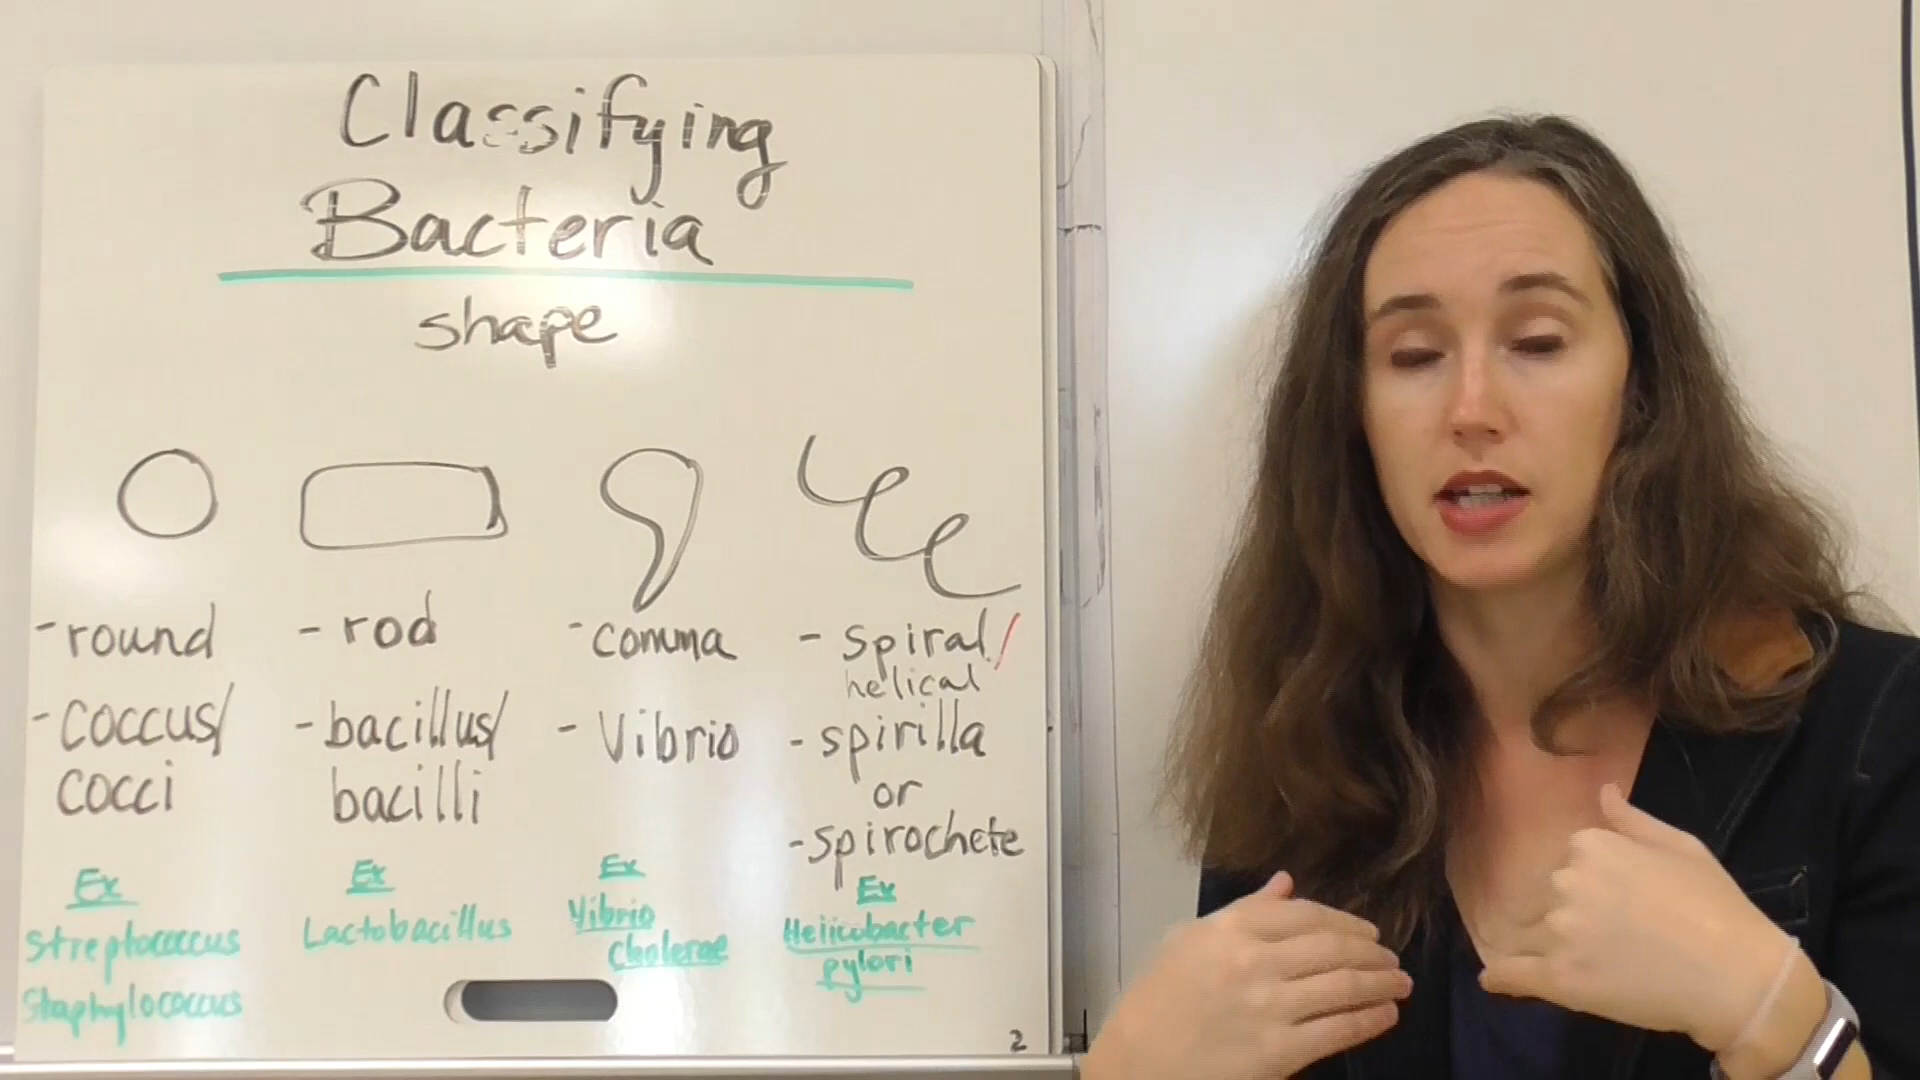 Classifying
Bacteria
shape
- round
- coccus/
cocci
Ex
Streptococcus
Staphylococcus
- rod
- bacillus/
bacilli
Ex
Lactobacillus
- comma
- Vibrio
Ex
Vibrio
Cholerae
- spiral/
helical
- spirilla
or
- spirochete
Ex
Helicobacter
pylori
2